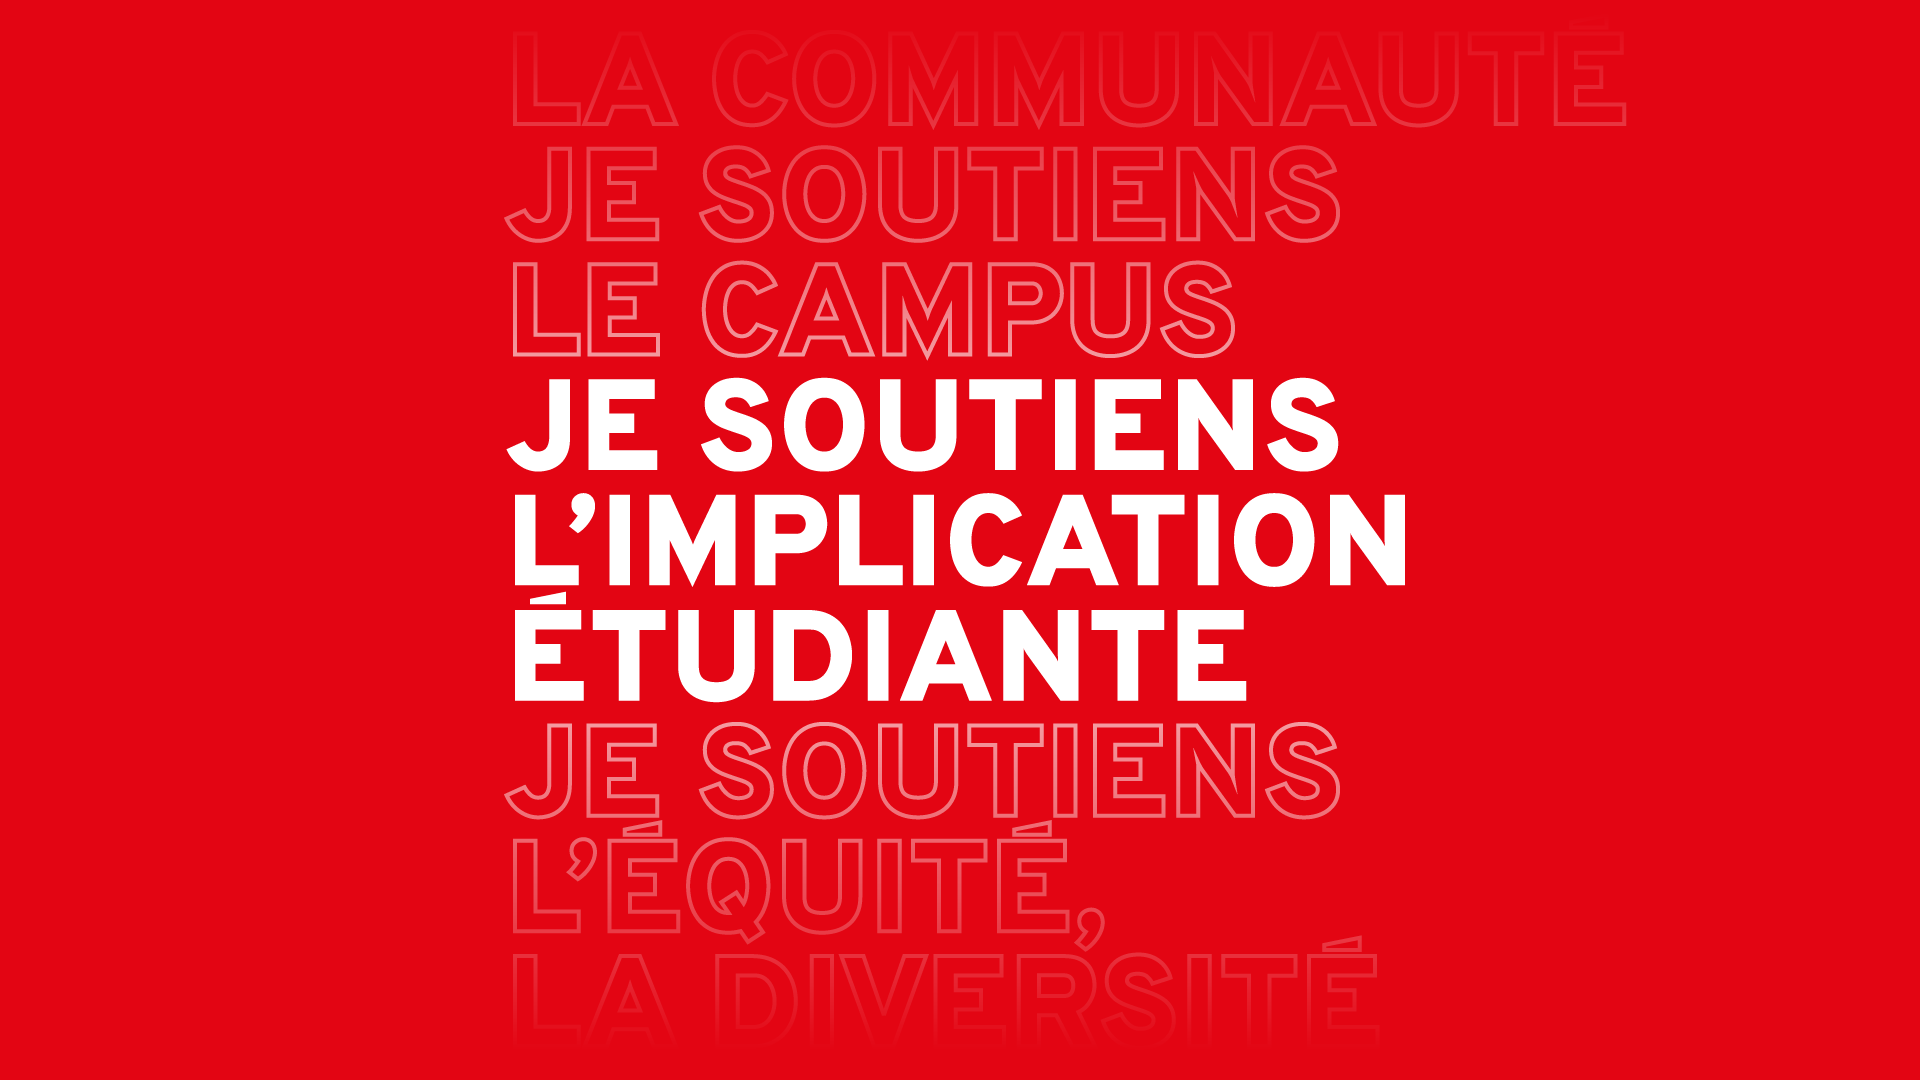 LA COMMUNAUTÉ
JE SOUTIENS
LE CAMPUS
JE SOUTIENS
L’IMPLICATION
ÉTUDIANTE
JE SOUTIENS
L’ÉQUITÉ,
LA DIVERSITÉ